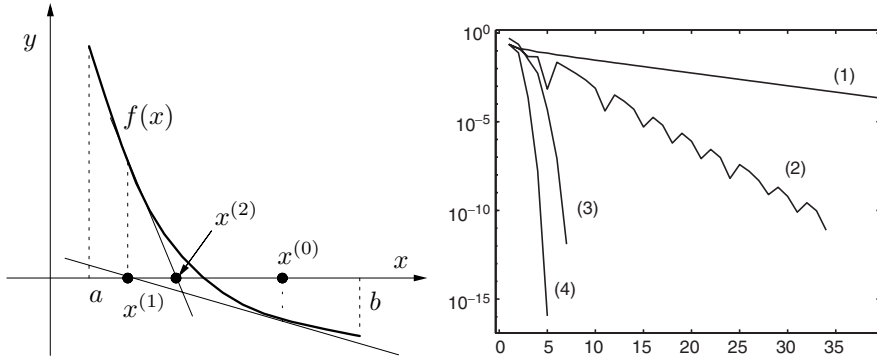 y
f(x)
x^(2)
x^(0)
x
a
x^(1)
b
10^0
10^-5
10^-10
10^-15
(1)
(2)
(3)
(4)
0 5 10 15 20 25 30 35